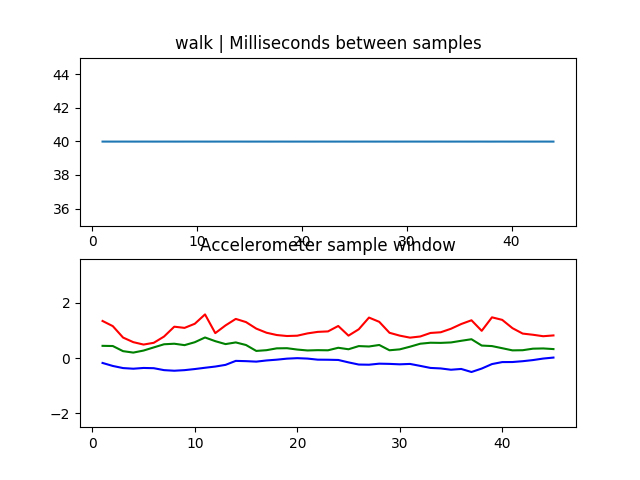 walk | Milliseconds between samples
44
42
40
38
36
0 10 20 30 40
Accelerometer sample window
2
0
−2
0 10 20 30 40